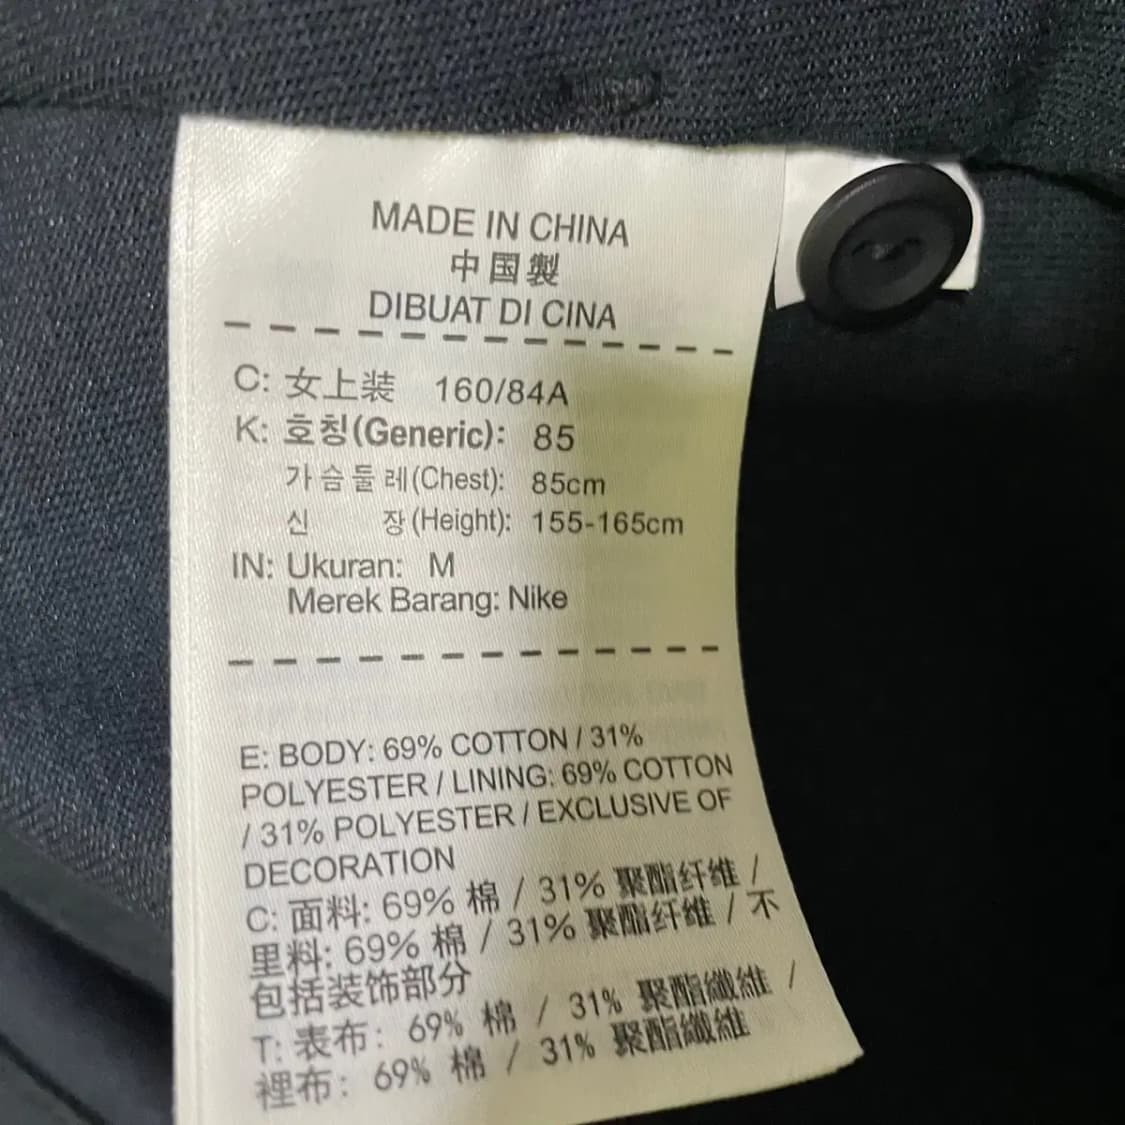 MADE IN CHINA
中国製
DIBUAT DI CINA
C: 女上装 160/84A
K: 호칭(Generic): 85
가슴둘레(Chest): 85cm
신 장(Height): 155-165cm
IN: Ukuran: M
Merek Barang: Nike
E: BODY: 69% COTTON / 31%
POLYESTER / LINING: 69% COTTON
/ 31% POLYESTER / EXCLUSIVE OF
DECORATION
C: 面料: 69% 棉 / 31% 聚酯纤维 /
里料: 69% 棉 / 31% 聚酯纤维 / 不
包括装饰部分
T: 表布: 69% 棉 / 31% 聚酯纖維 /
裡布: 69% 棉 / 31% 聚酯纖維